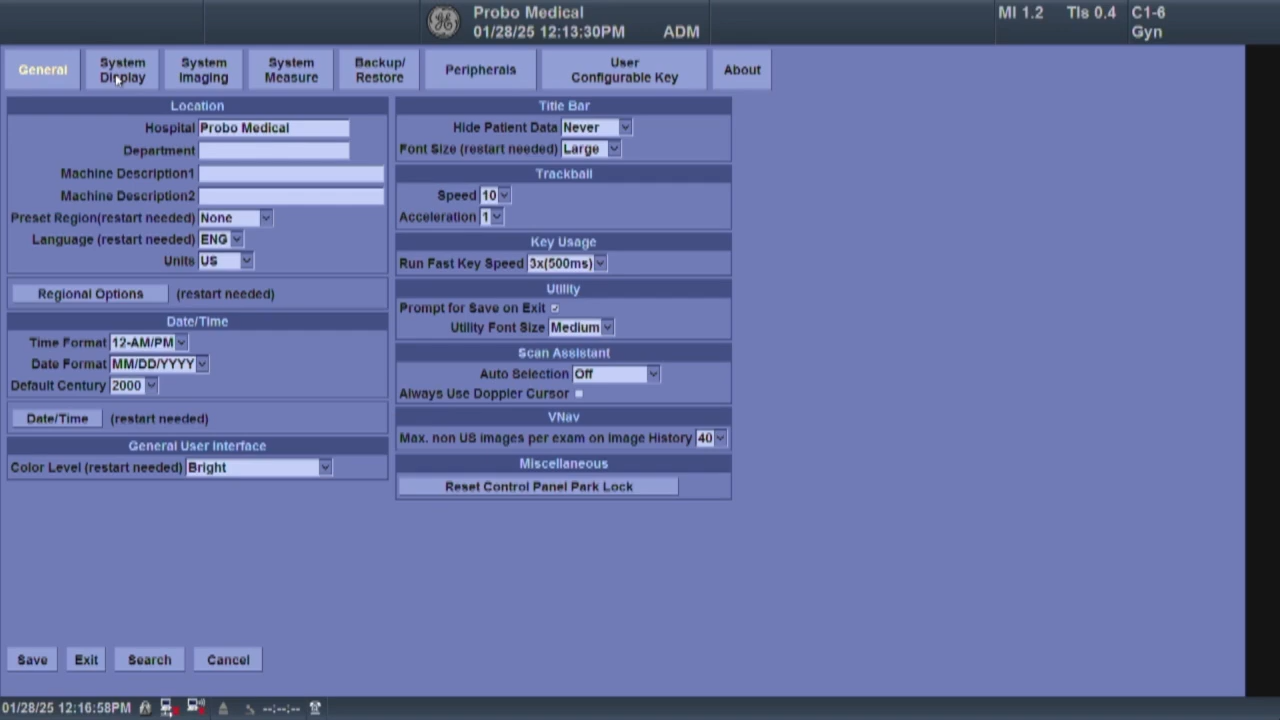 Probo Medical
01/28/25 12:13:30PM ADM
MI 1.2 TIs 0.4 C1-6
Gyn
General
System
Display
System
Imaging
System
Measure
Backup/
Restore
Peripherals
User
Configurable Key
About
Location
Hospital Probo Medical
Department
Machine Description1
Machine Description2
Preset Region(restart needed) None
Language (restart needed) ENG
Units US
Regional Options (restart needed)
Date/Time
Time Format 12-AM/PM
Date Format MM/DD/YYYY
Default Century 2000
Date/Time (restart needed)
General User Interface
Color Level (restart needed) Bright
Title Bar
Hide Patient Data Never
Font Size (restart needed) Large
Trackball
Speed 10
Acceleration 1
Key Usage
Run Fast Key Speed 3x(500ms)
Utility
Prompt for Save on Exit
Utility Font Size Medium
Scan Assistant
Auto Selection Off
Always Use Doppler Cursor
VNav
Max. non US images per exam on Image History 40
Miscellaneous
Reset Control Panel Park Lock
Save Exit Search Cancel
01/28/25 12:16:58PM --:--:--